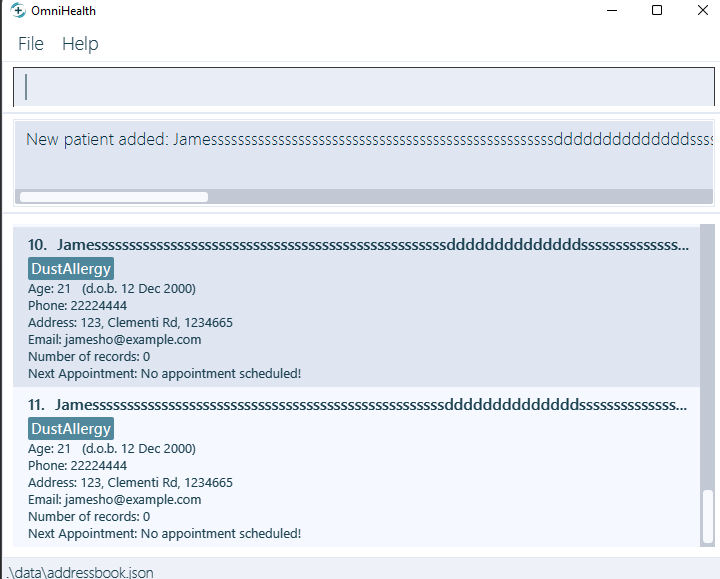 OmniHealth
File Help
New patient added: Jamesssssssssssssssssssssssssssssssssssssssssssssssssssddddddddddddddssss
10. Jamesssssssssssssssssssssssssssssssssssssssssssssssssssddddddddddddddssssssssssssss...
DustAllergy
Age: 21 (d.o.b. 12 Dec 2000)
Phone: 22224444
Address: 123, Clementi Rd, 1234665
Email: jamesho@example.com
Number of records: 0
Next Appointment: No appointment scheduled!
11. Jamesssssssssssssssssssssssssssssssssssssssssssssssssssddddddddddddddssssssssssssss...
DustAllergy
Age: 21 (d.o.b. 12 Dec 2000)
Phone: 22224444
Address: 123, Clementi Rd, 1234665
Email: jamesho@example.com
Number of records: 0
Next Appointment: No appointment scheduled!
.\data\addressbook.json